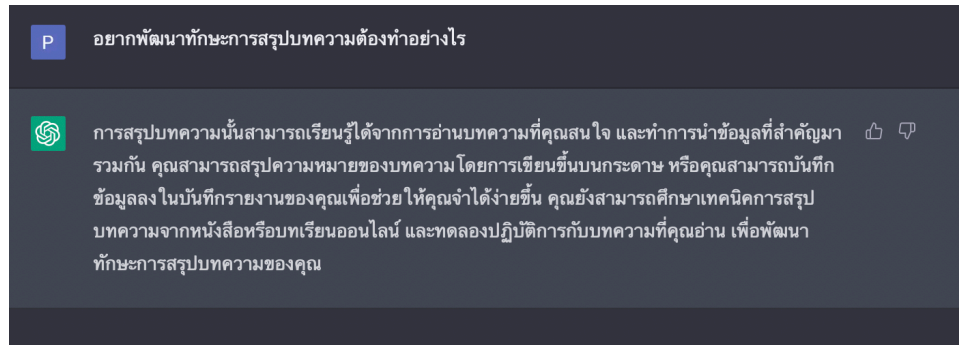 P
อยากพัฒนาทักษะการสรุปบทความต้องทำอย่างไร
การสรุปบทความนั้นสามารถเรียนรู้ได้จากการอ่านบทความที่คุณสนใจ และทำการนำข้อมูลที่สำคัญมา
รวมกัน คุณสามารถสรุปความหมายของบทความโดยการเขียนขึ้นบนกระดาษ หรือคุณสามารถบันทึก
ข้อมูลลงในบันทึกรายงานของคุณเพื่อช่วยให้คุณจำได้ง่ายขึ้น คุณยังสามารถศึกษาเทคนิคการสรุป
บทความจากหนังสือหรือบทเรียนออนไลน์ และทดลองปฏิบัติการกับบทความที่คุณอ่าน เพื่อพัฒนา
ทักษะการสรุปบทความของคุณ